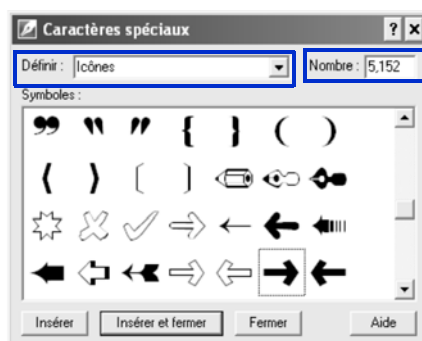 Caractères spéciaux
Définir : Icônes Nombre : 5,152
Symboles :
❞ { } ( )
⟨ ⟩ [ ]
Insérer Insérer et fermer Fermer Aide